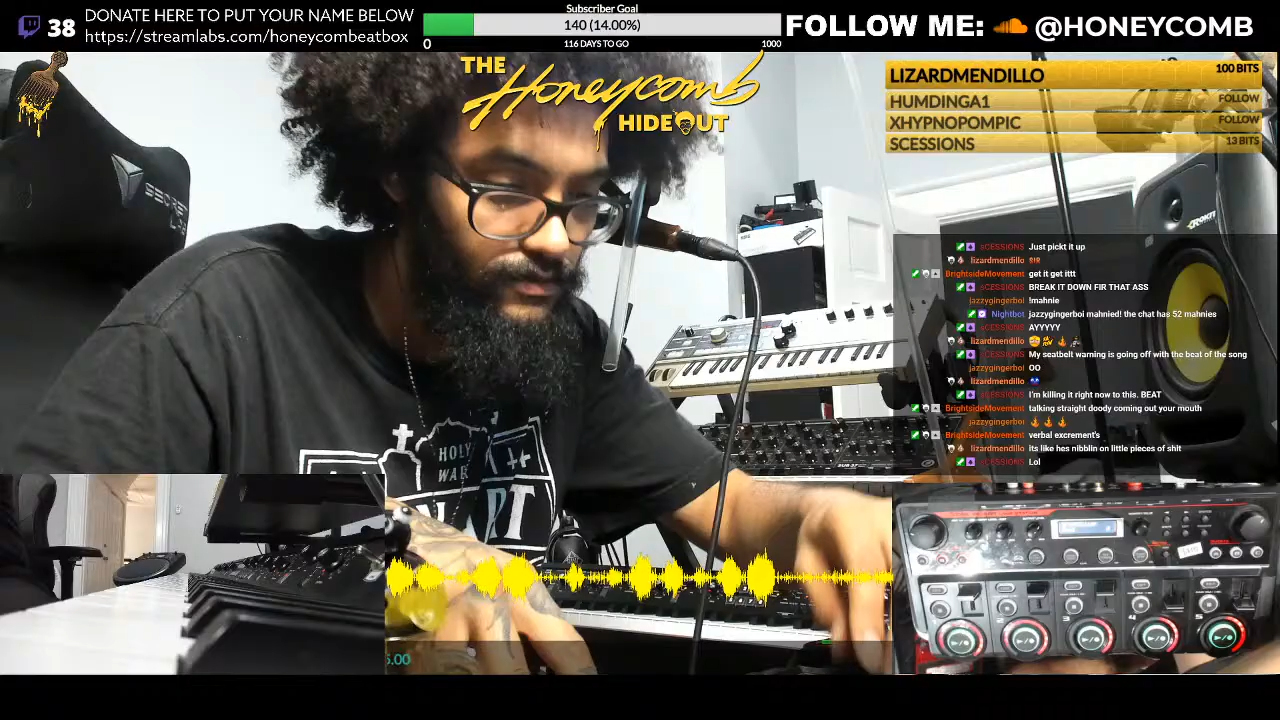 38
DONATE HERE TO PUT YOUR NAME BELOW
https://streamlabs.com/honeycombeatbox
Subscriber Goal
140 (14.00%)
0
116 DAYS TO GO
1000
FOLLOW ME: @HONEYCOMB
THE
Honeycomb
HIDEOUT
LIZARDMENDILLO 100 BITS
HUMDINGA1 FOLLOW
XHYPNOPOMPIC FOLLOW
SCESSIONS 13 BITS
ROKIT
sCESSIONS Just pickt it up
lizardmendillo
BrightsideMovement get it get ittt
sCESSIONS BREAK IT DOWN FIR THAT ASS
jazzygingerboi !mahnie
Nightbot jazzygingerboi mahnied! the chat has 52 mahnies
sCESSIONS AYYYYY
lizardmendillo
sCESSIONS My seatbelt warning is going off with the beat of the song
jazzygingerboi OO
lizardmendillo
sCESSIONS I'm killing it right now to this. BEAT
BrightsideMovement talking straight doody coming out your mouth
jazzygingerboi
BrightsideMovement verbal excrement's
lizardmendillo its like hes nibblin on little pieces of shit
sCESSIONS Lol
HOLY
WAR
5.00
4
5